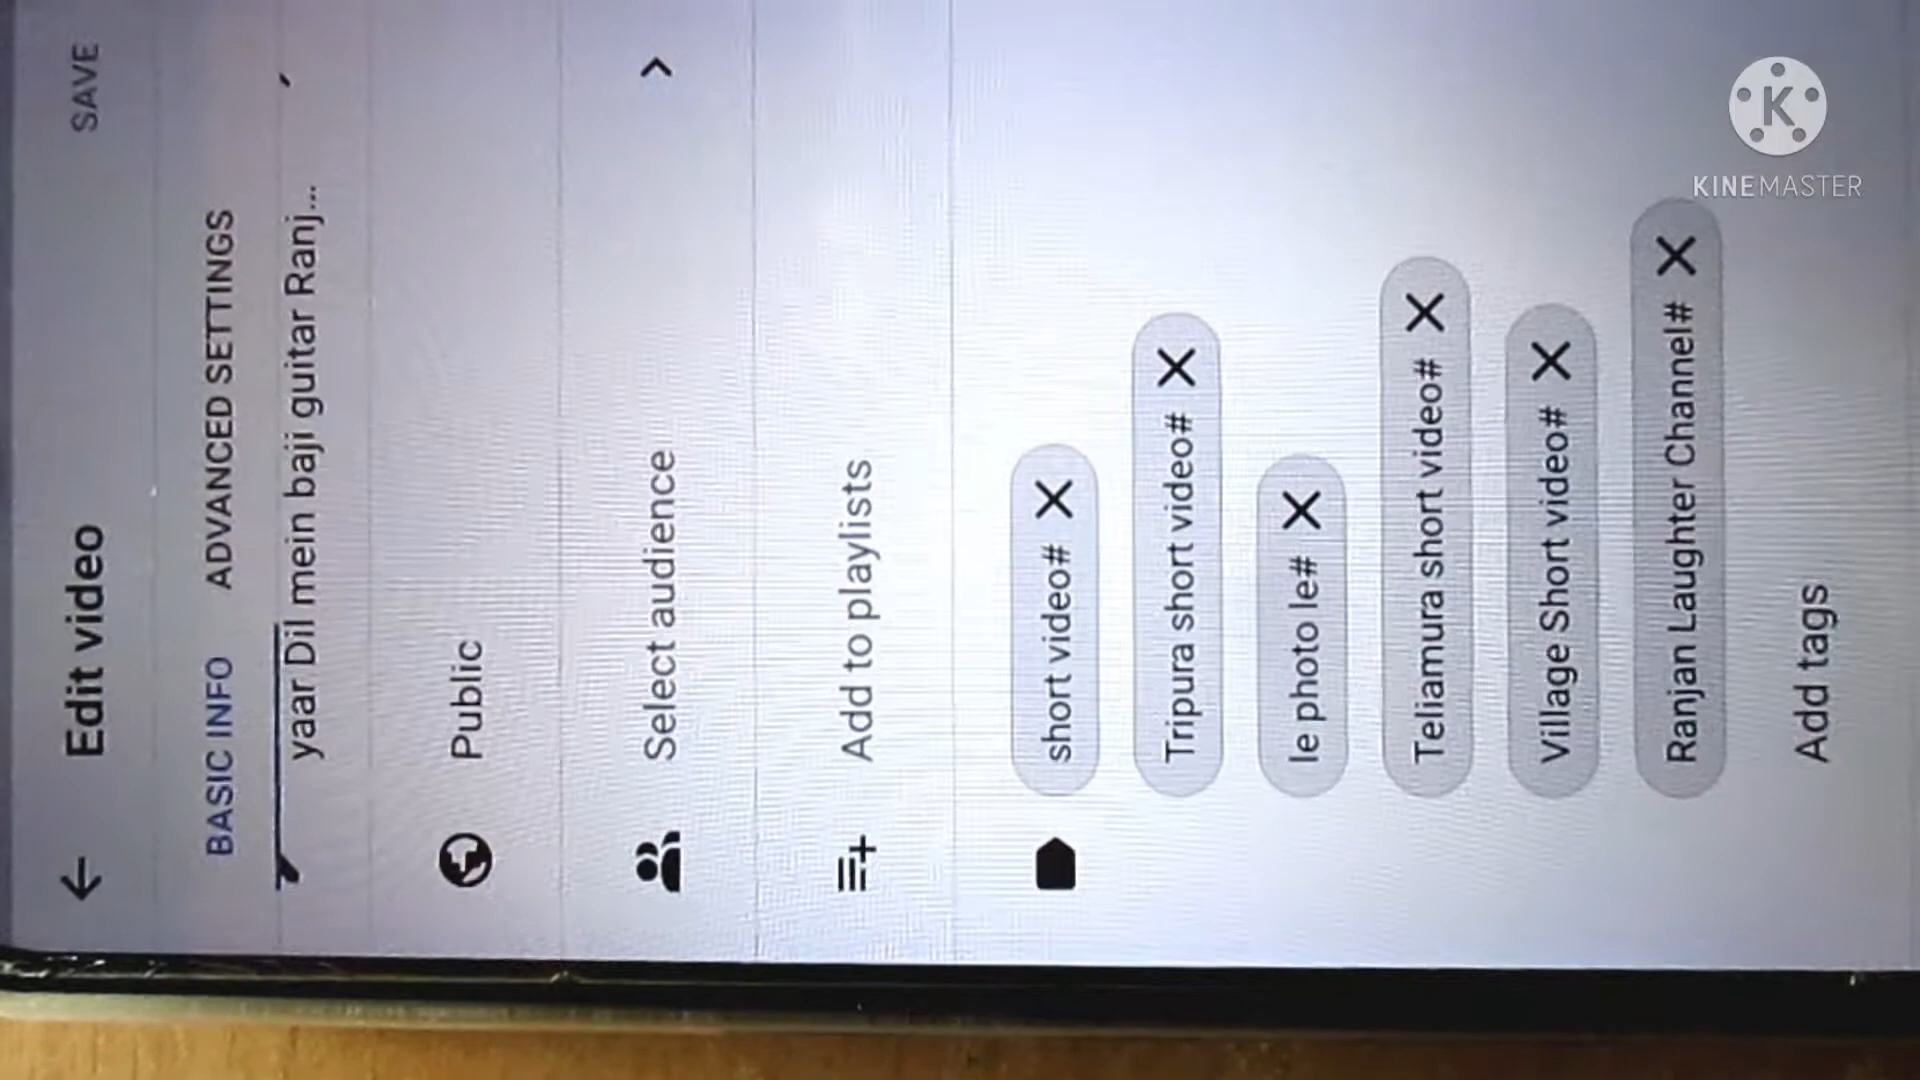 ← Edit video SAVE
BASIC INFO ADVANCED SETTINGS
yaar Dil mein baji guitar Ranj...
Public
Select audience
Add to playlists
short video# X
Tripura short video# X
le photo le# X
Teliamura short video# X
Village Short video# X
Ranjan Laughter Channel# X
Add tags
K
KINEMASTER